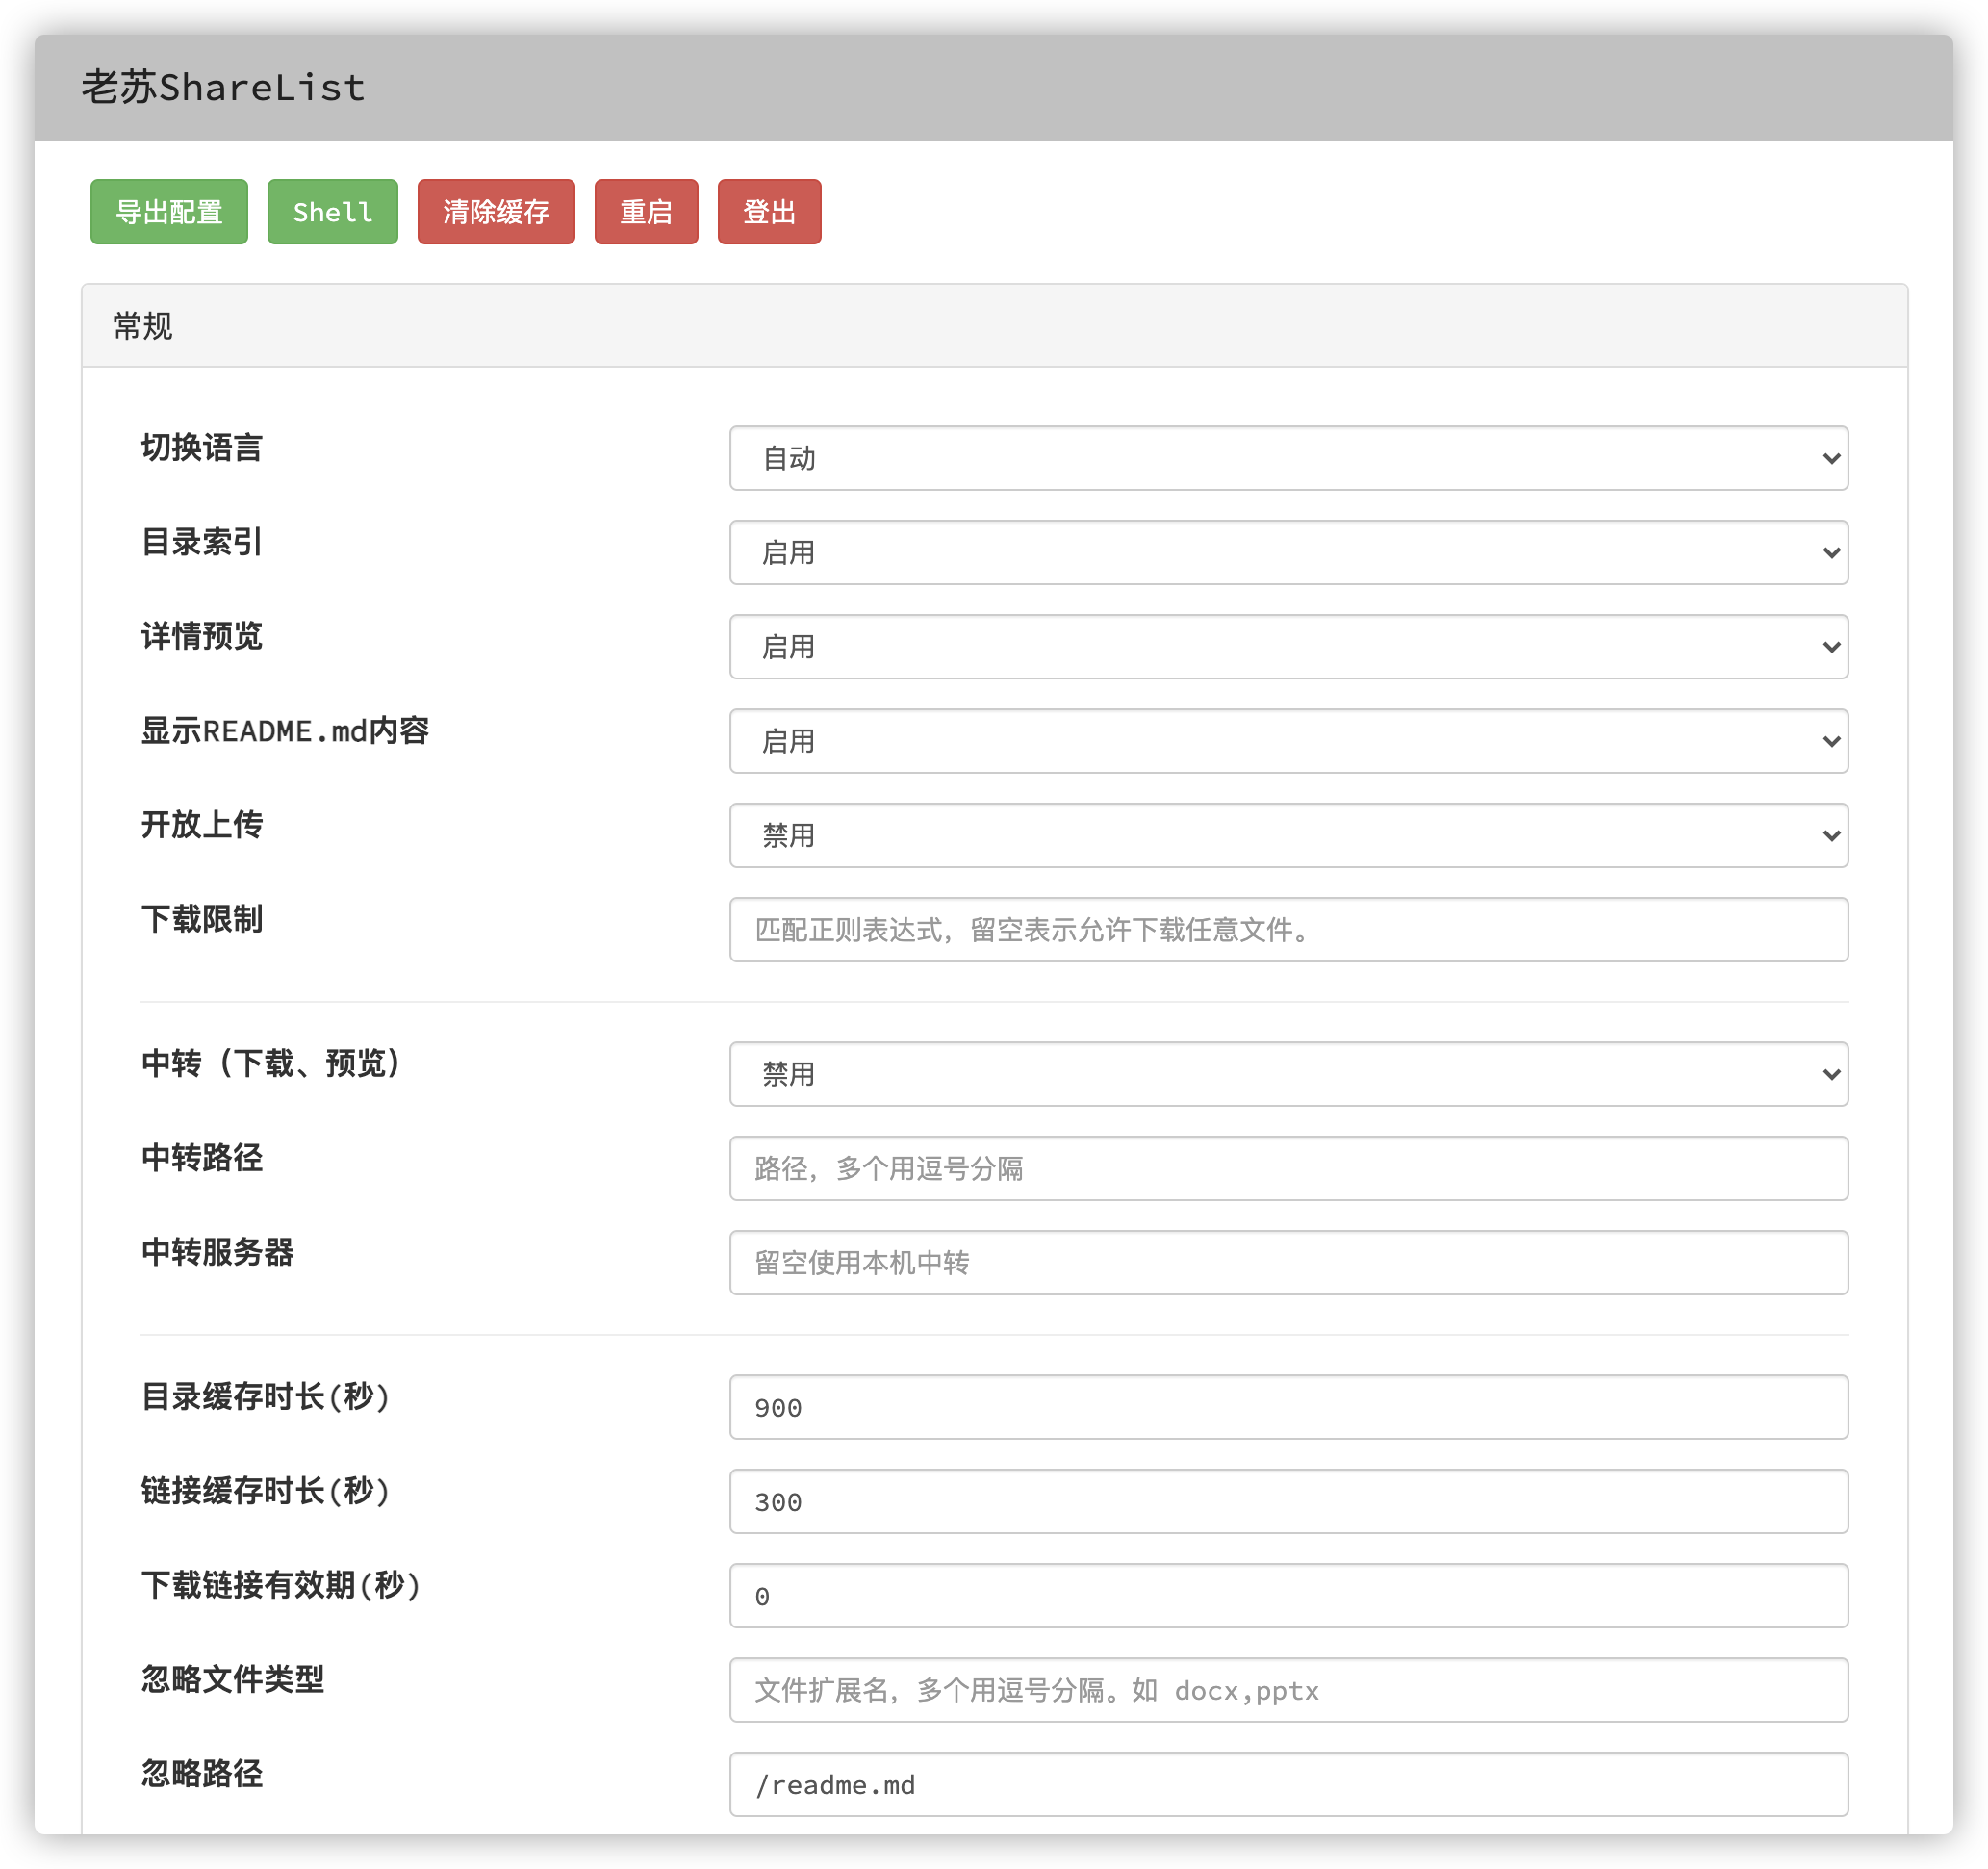 老苏ShareList
导出配置 Shell 清除缓存 重启 登出
常规
切换语言 自动
目录索引 启用
详情预览 启用
显示README.md内容 启用
开放上传 禁用
下载限制 匹配正则表达式，留空表示允许下载任意文件。
中转（下载、预览） 禁用
中转路径 路径，多个用逗号分隔
中转服务器 留空使用本机中转
目录缓存时长(秒) 900
链接缓存时长(秒) 300
下载链接有效期(秒) 0
忽略文件类型 文件扩展名，多个用逗号分隔。如 docx,pptx
忽略路径 /readme.md